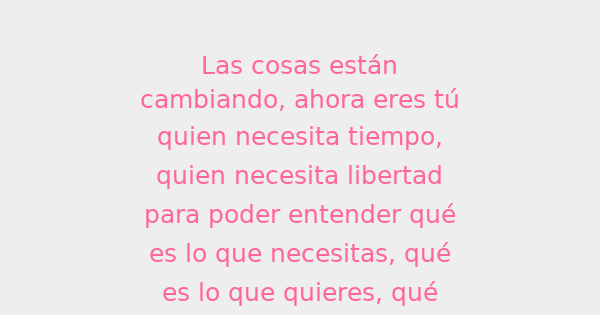 Las cosas están
cambiando, ahora eres tú
quien necesita tiempo,
quien necesita libertad
para poder entender qué
es lo que necesitas, qué
es lo que quieres, qué